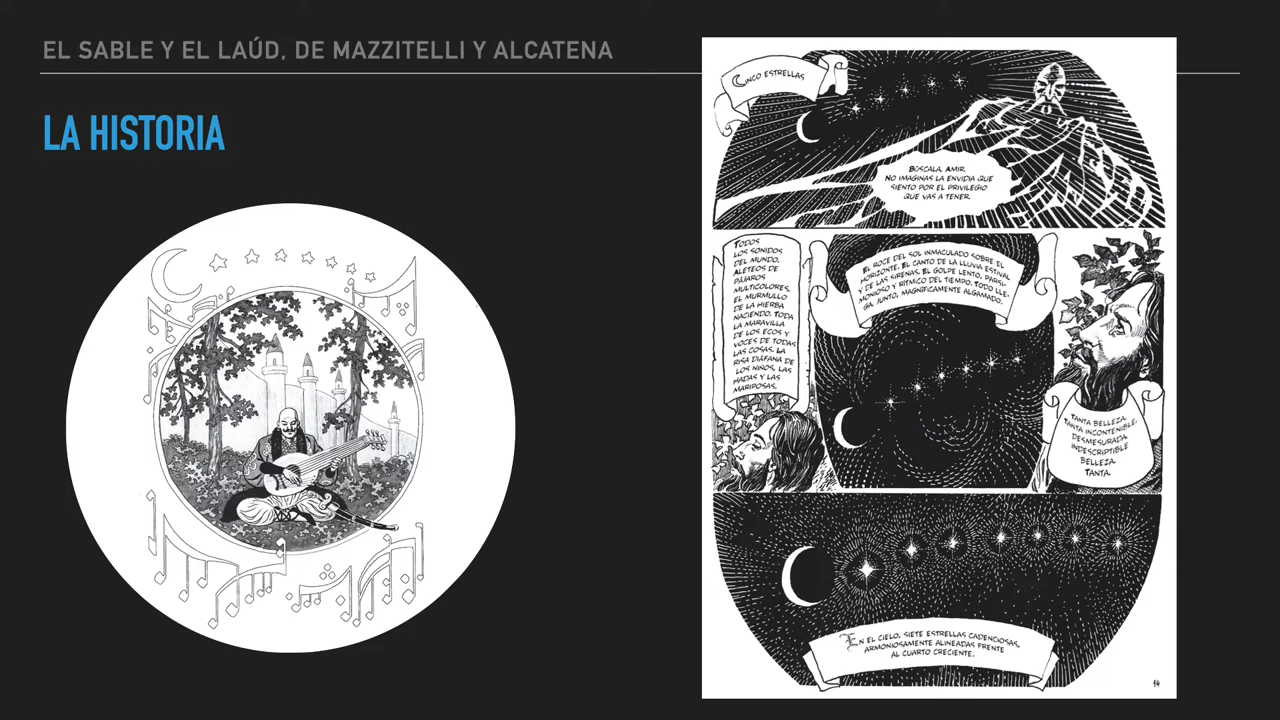 EL SABLE Y EL LAÚD, DE MAZZITELLI Y ALCATENA
LA HISTORIA
CINCO ESTRELLAS
BÚSCALA, AMIR.
NO IMAGINAS LA ENVIDIA QUE
SIENTO POR EL PRIVILEGIO
QUE VAS A TENER.
TODOS
LOS SONIDOS
DEL MUNDO.
ALETEOS DE
PÁJAROS
MULTICOLORES,
EL MURMULLO
DE LA HIERBA
NACIENDO. TODA
LA MARAVILLA
DE LOS ECOS Y
VOCES DE TODAS
LAS COSAS. LA
RISA DIÁFANA DE
LOS NIÑOS, LAS
HADAS Y LAS
MARIPOSAS.
EL ROCE DEL SOL INMACULADO SOBRE EL
HORIZONTE. EL CANTO DE LA LLUVIA ESTIVAL
Y DE LAS SIRENAS. EL GOLPE LENTO, PARSI-
MONIOSO Y RÍTMICO DEL TIEMPO. TODO LLE-
GA JUNTO, MAGNÍFICAMENTE ALGAMADO.
TANTA BELLEZA.
TANTA INCONTENIBLE,
DESMESURADA,
INDESCRIPTIBLE
BELLEZA.
TANTA.
EN EL CIELO, SIETE ESTRELLAS CADENCIOSAS,
ARMONIOSAMENTE ALINEADAS FRENTE
AL CUARTO CRECIENTE.
14